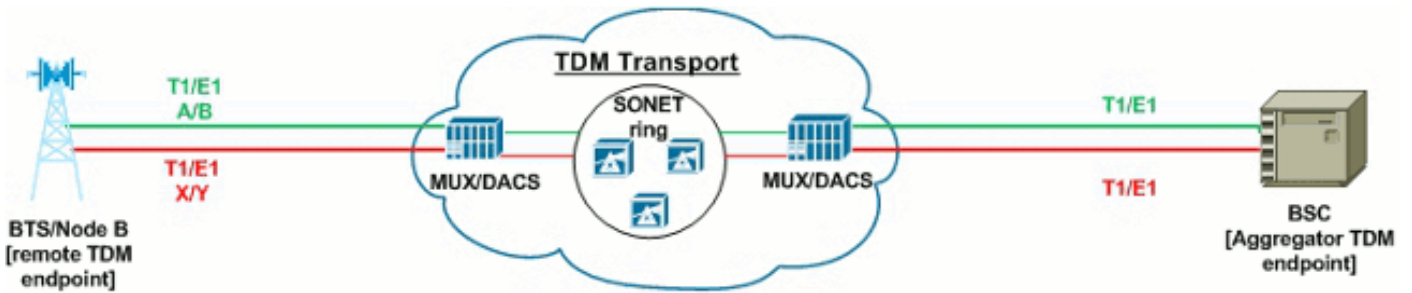 TDM Transport
SONET
ring
T1/E1
A/B
T1/E1
X/Y
MUX/DACS
MUX/DACS
T1/E1
T1/E1
BTS/Node B
[remote TDM
endpoint]
BSC
[Aggregator TDM
endpoint]